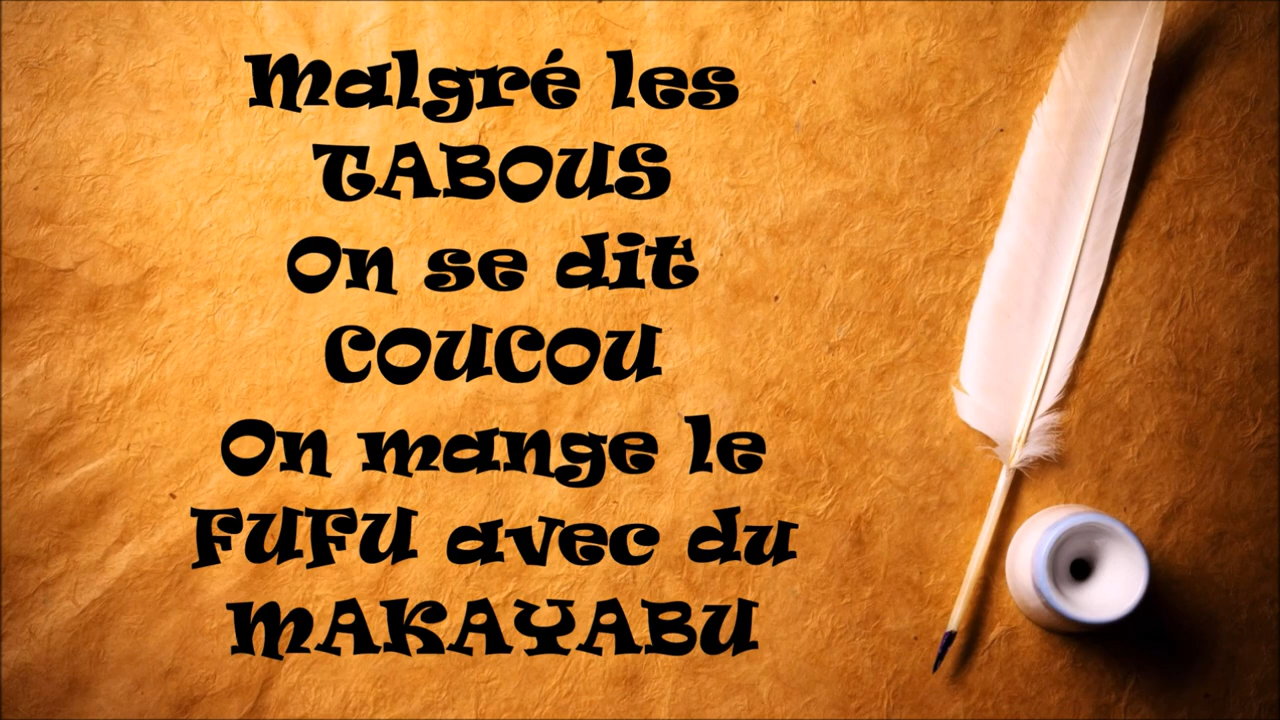 Malgré les
TABOUS
On se dit
COUCOU
On mange le
FUFU avec du
MAKAYABU